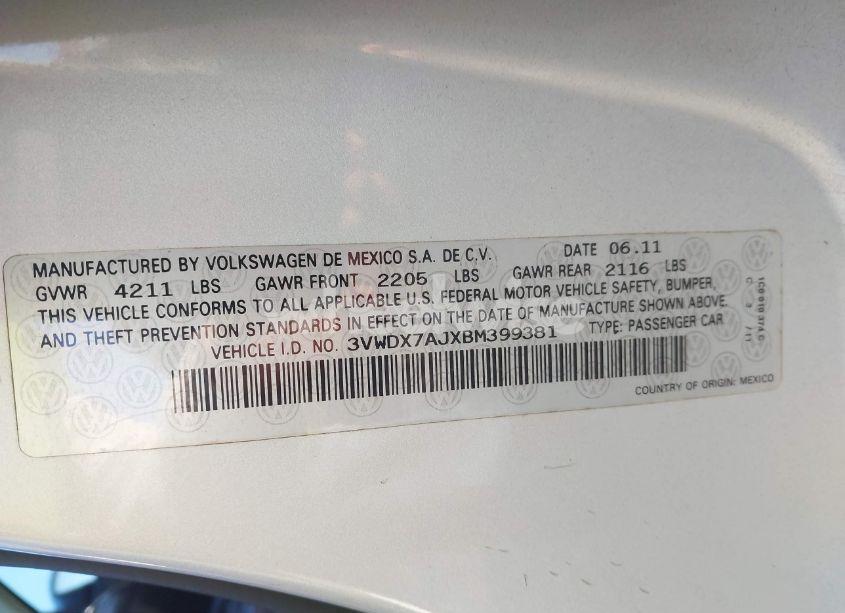 MANUFACTURED BY VOLKSWAGEN DE MEXICO S.A. DE C.V. DATE 06.11
GVWR 4211 LBS GAWR FRONT 2205 LBS GAWR REAR 2116 LBS
THIS VEHICLE CONFORMS TO ALL APPLICABLE U.S. FEDERAL MOTOR VEHICLE SAFETY, BUMPER,
AND THEFT PREVENTION STANDARDS IN EFFECT ON THE DATE OF MANUFACTURE SHOWN ABOVE.
VEHICLE I.D. NO. 3VWDX7AJXBM399381 TYPE: PASSENGER CAR
COUNTRY OF ORIGIN: MEXICO